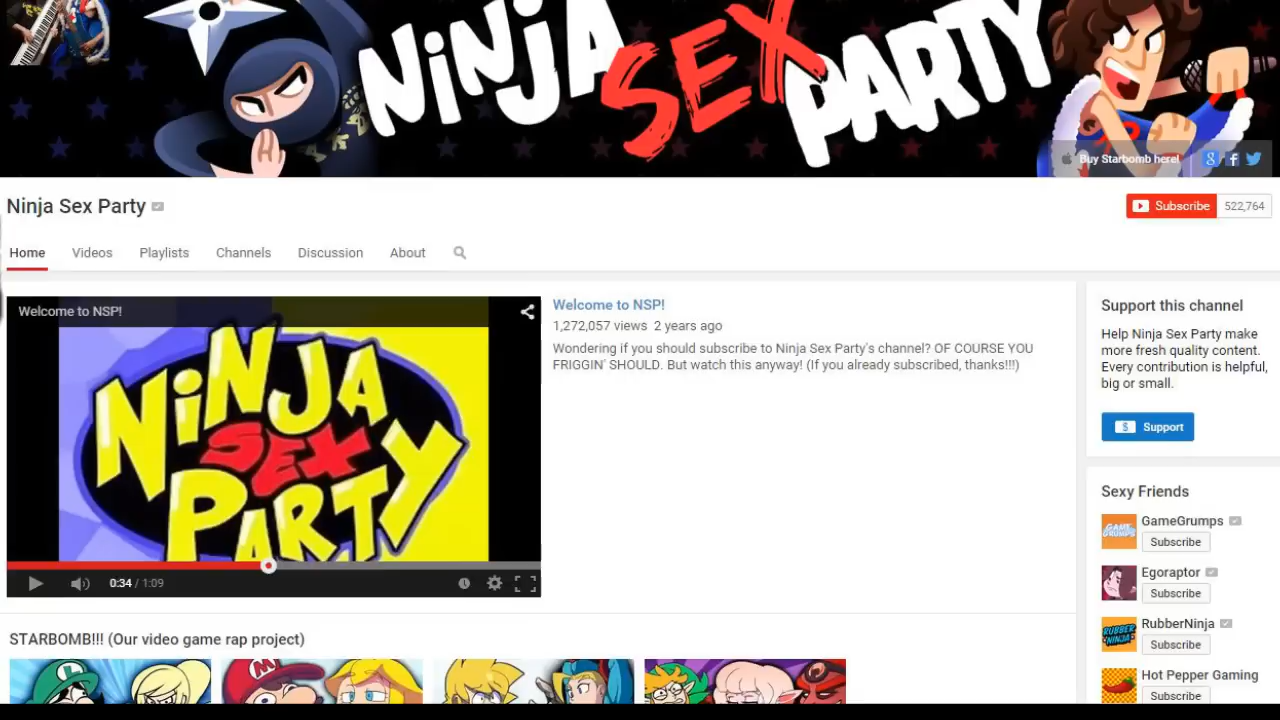 NiNJA SEX PARTY
Buy Starbomb here!
Ninja Sex Party
Subscribe 522,764
Home Videos Playlists Channels Discussion About
Welcome to NSP!
NiNJA
SEX
PARTY
0:34 / 1:09
Welcome to NSP!
1,272,057 views 2 years ago
Wondering if you should subscribe to Ninja Sex Party's channel? OF COURSE YOU
FRIGGIN' SHOULD. But watch this anyway! (If you already subscribed, thanks!!!)
Support this channel
Help Ninja Sex Party make
more fresh quality content.
Every contribution is helpful,
big or small.
$ Support
Sexy Friends
GAME GRUMPS
GameGrumps
Subscribe
Egoraptor
Subscribe
RUBBER NINJA
RubberNinja
Subscribe
Hot Pepper Gaming
Subscribe
STARBOMB!!! (Our video game rap project)
M